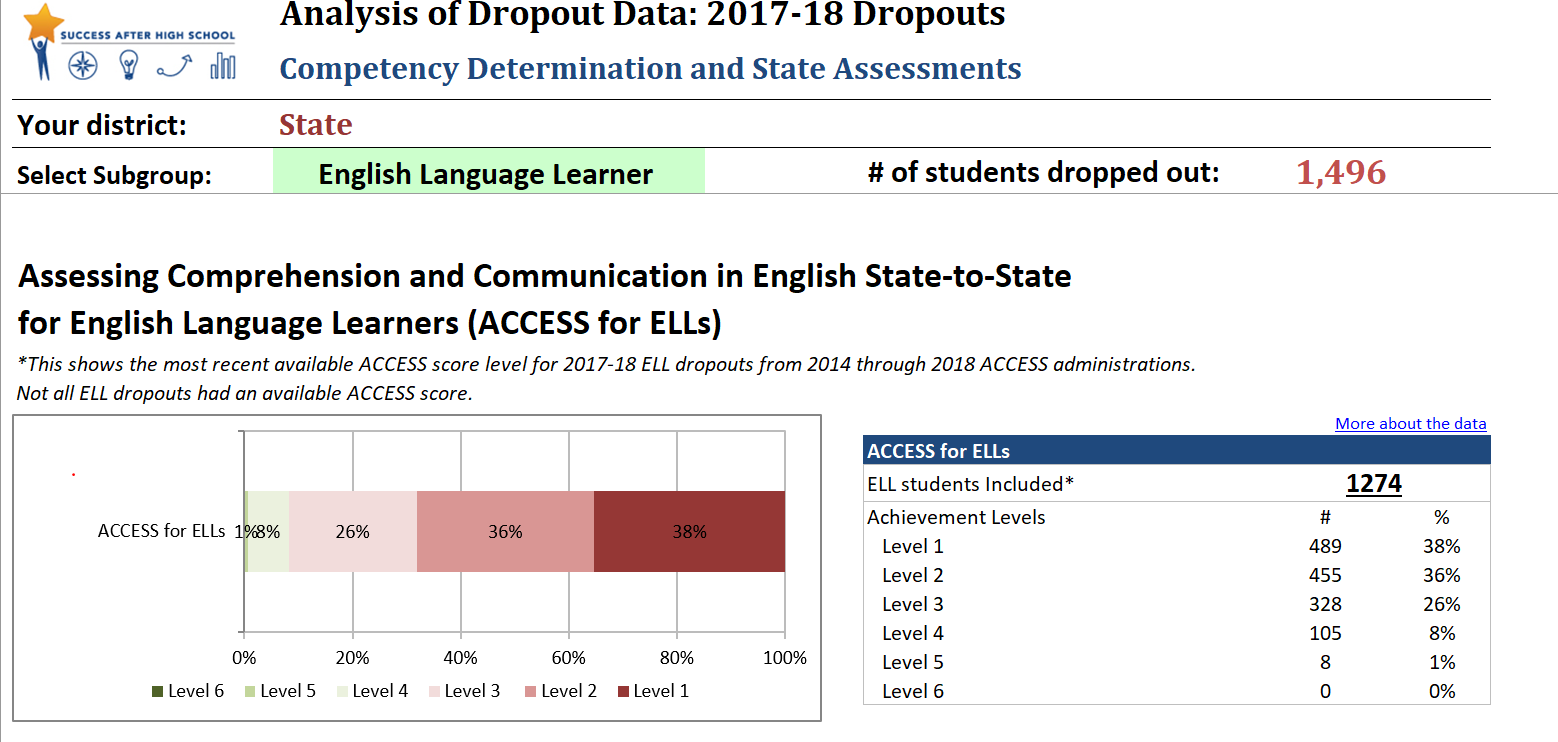 SUCCESS AFTER HIGH SCHOOL
Analysis of Dropout Data: 2017-18 Dropouts
Competency Determination and State Assessments
Your district: State
Select Subgroup: English Language Learner # of students dropped out: 1,496
Assessing Comprehension and Communication in English State-to-State
for English Language Learners (ACCESS for ELLs)
*This shows the most recent available ACCESS score level for 2017-18 ELL dropouts from 2014 through 2018 ACCESS administrations.
Not all ELL dropouts had an available ACCESS score.
ACCESS for ELLs 1% 8% 26% 36% 38%
0% 20% 40% 60% 80% 100%
Level 6 Level 5 Level 4 Level 3 Level 2 Level 1
More about the data
ACCESS for ELLs
ELL students Included* 1274
Achievement Levels # %
Level 1 489 38%
Level 2 455 36%
Level 3 328 26%
Level 4 105 8%
Level 5 8 1%
Level 6 0 0%